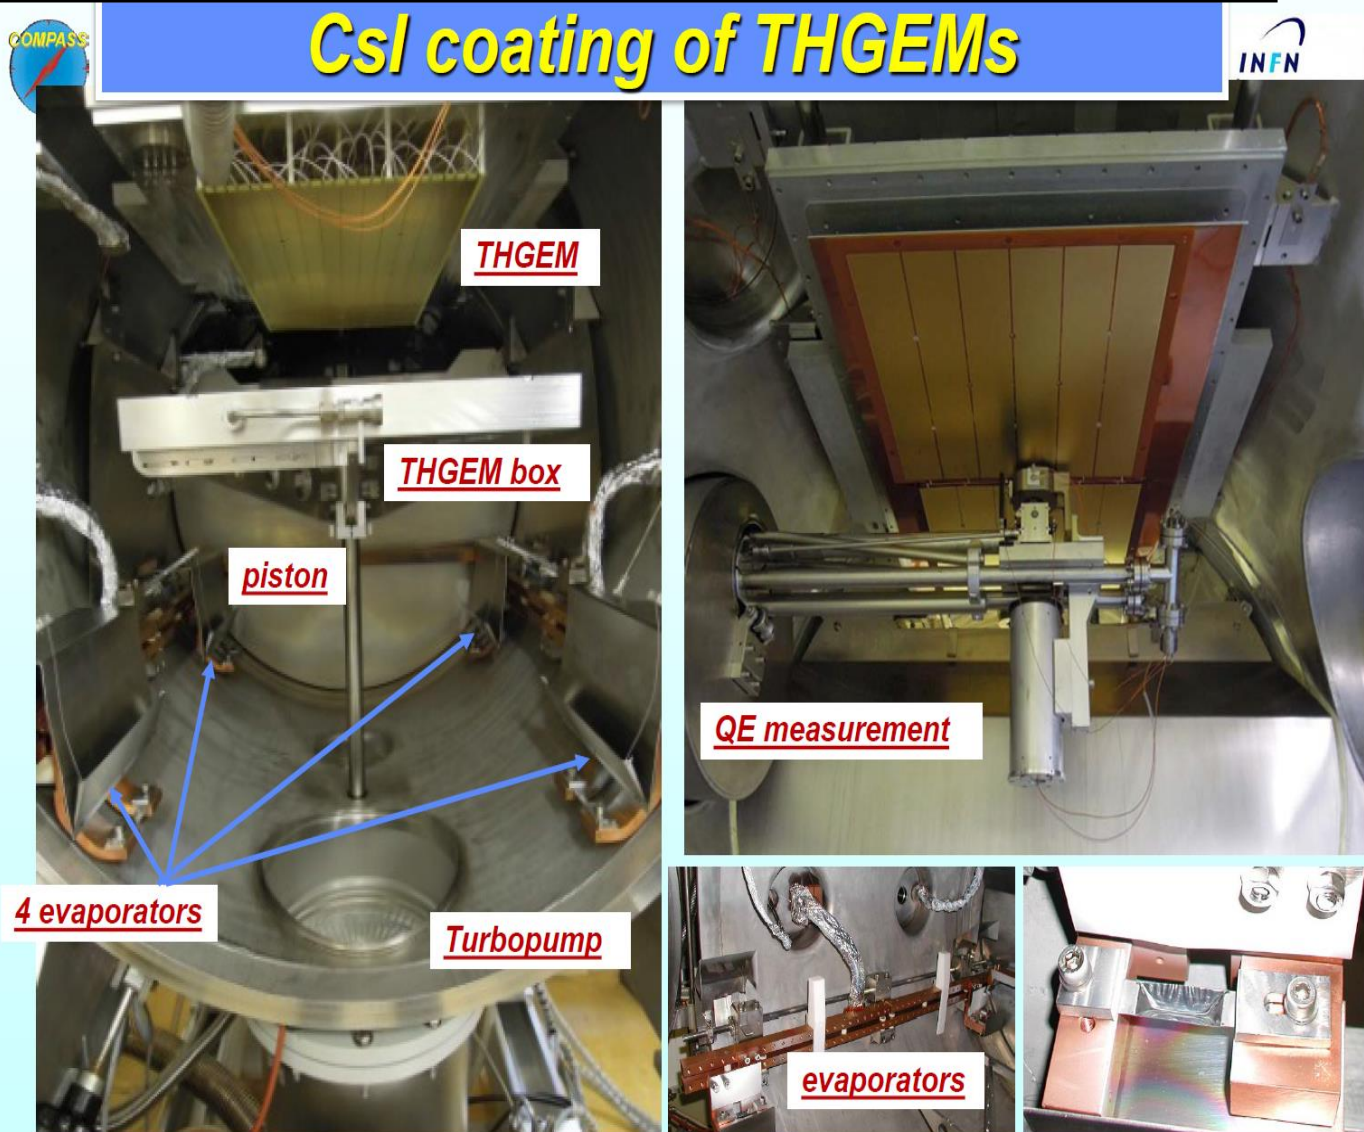 COMPASS
CsI coating of THGEMs
INFN
THGEM
THGEM box
piston
4 evaporators
Turbopump
QE measurement
evaporators